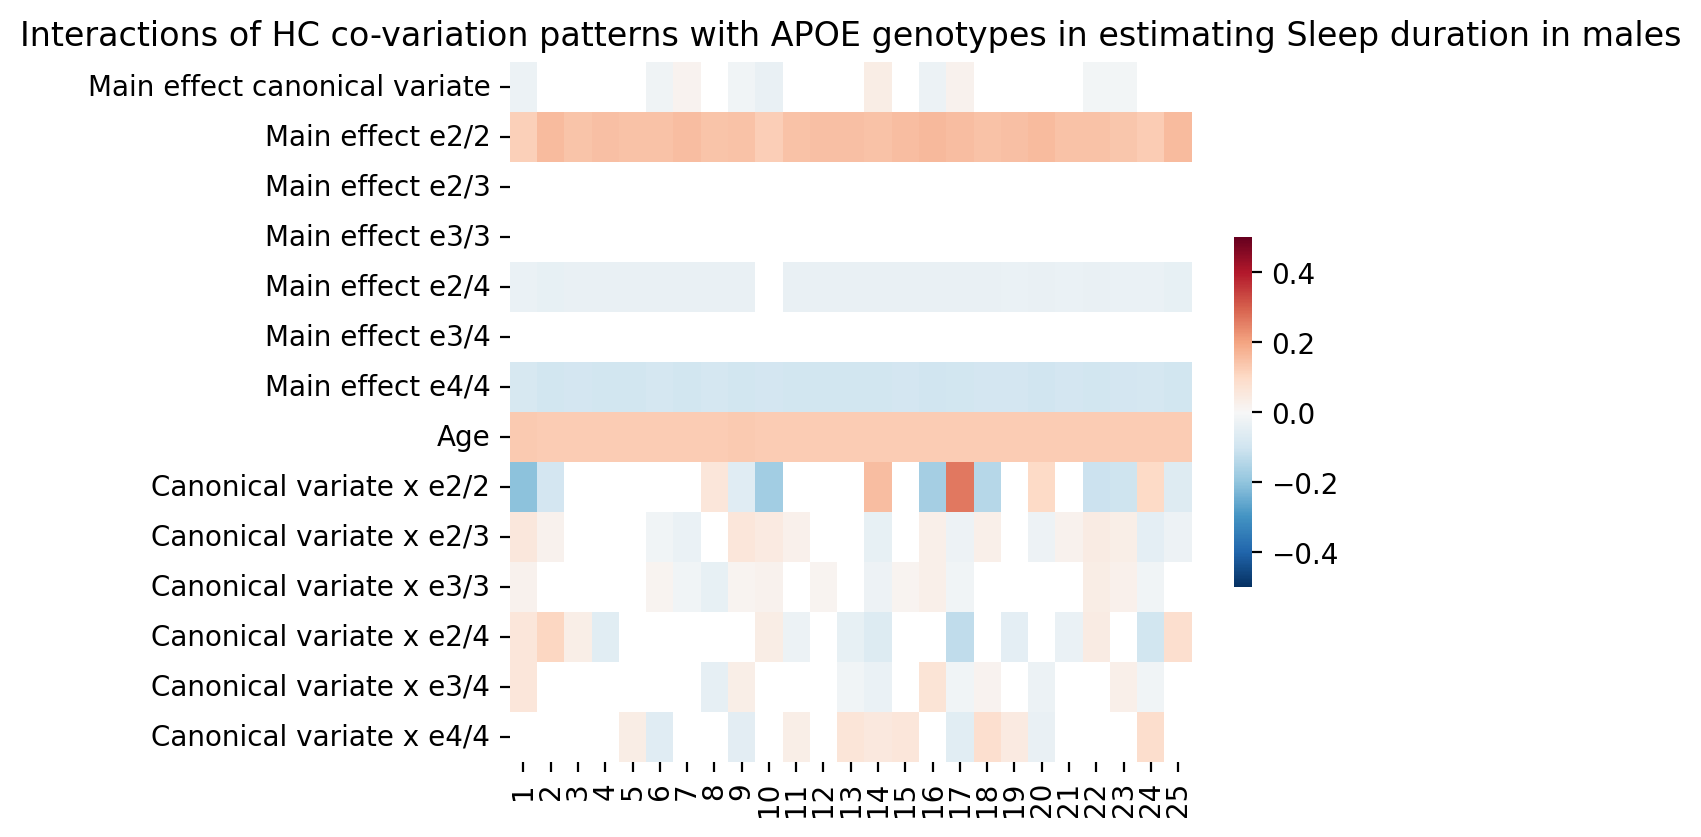 Interactions of HC co-variation patterns with APOE genotypes in estimating Sleep duration in males
Main effect canonical variate
Main effect e2/2
Main effect e2/3
Main effect e3/3
Main effect e2/4
Main effect e3/4
Main effect e4/4
Age
Canonical variate x e2/2
Canonical variate x e2/3
Canonical variate x e3/3
Canonical variate x e2/4
Canonical variate x e3/4
Canonical variate x e4/4
1 2 3 4 5 6 7 8 9 10 11 12 13 14 15 16 17 18 19 20 21 22 23 24 25
0.4
0.2
0.0
−0.2
−0.4